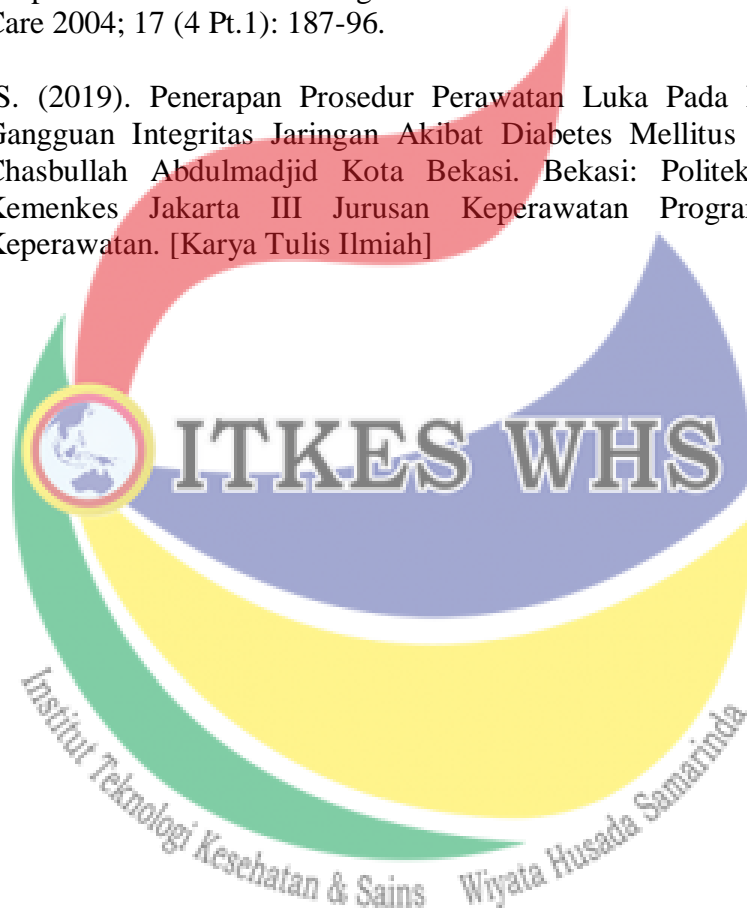 Care 2004; 17 (4 Pt.1): 187-96.
S. (2019). Penerapan Prosedur Perawatan Luka Pada
Gangguan Integritas Jaringan Akibat Diabetes Mellitus
Chasbullah Abdulmadjid Kota Bekasi. Bekasi: Politek
Kemenkes Jakarta III Jurusan Keperawatan Progra
Keperawatan. [Karya Tulis Ilmiah]
ITKES WHS
Institut Teknologi Kesehatan & Sains Wiyata Husada Samarinda